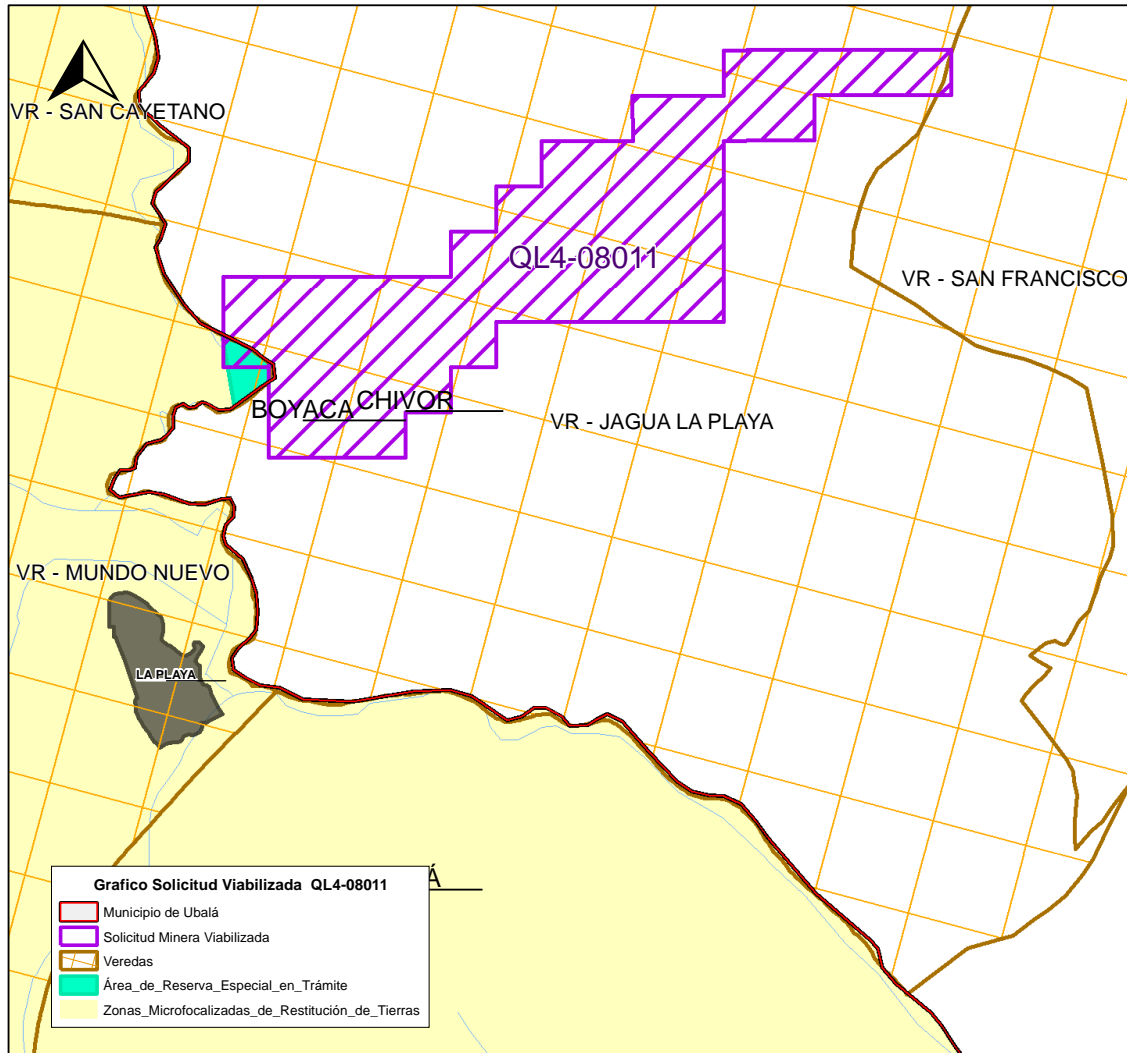 VR - SAN CAYETANO
QL4-08011
VR - SAN FRANCISCO
BOYACA
CHIVOR
VR - JAGUA LA PLAYA
VR - MUNDO NUEVO
LA PLAYA
Á
Grafico Solicitud Viabilizada QL4-08011
Municipio de Ubalá
Solicitud Minera Viabilizada
Veredas
Área_de_Reserva_Especial_en_Trámite
Zonas_Microfocalizadas_de_Restitución_de_Tierras